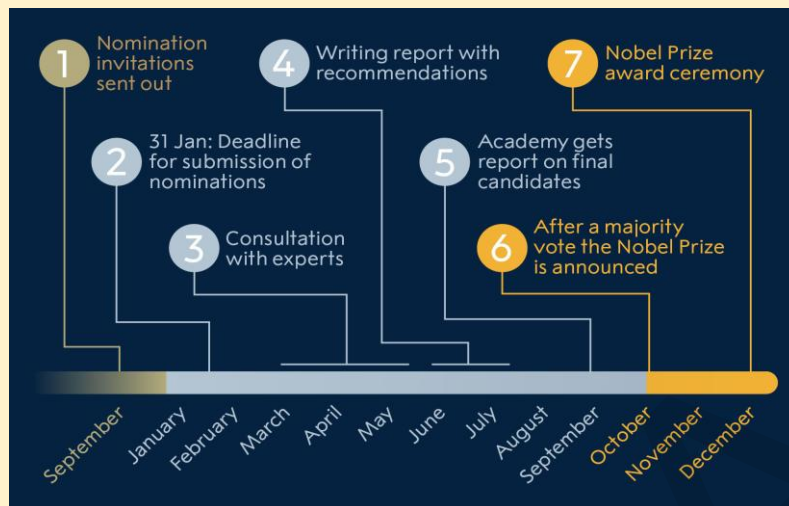 1
Nomination
invitations
sent out
2
31 Jan: Deadline
for submission of
nominations
3
Consultation
with experts
4
Writing report with
recommendations
5
Academy gets
report on final
candidates
6
After a majority
vote the Nobel Prize
is announced
7
Nobel Prize
award ceremony
September
January
February
March
April
May
June
July
August
September
October
November
December